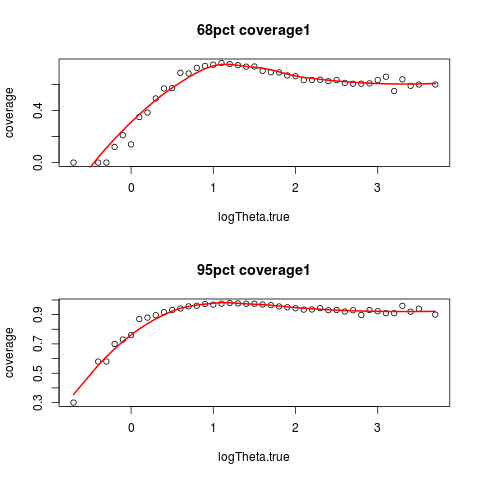 68pct coverage1
coverage
0.0
0.4
0 1 2 3
logTheta.true
95pct coverage1
coverage
0.3
0.5
0.7
0.9
0 1 2 3
logTheta.true